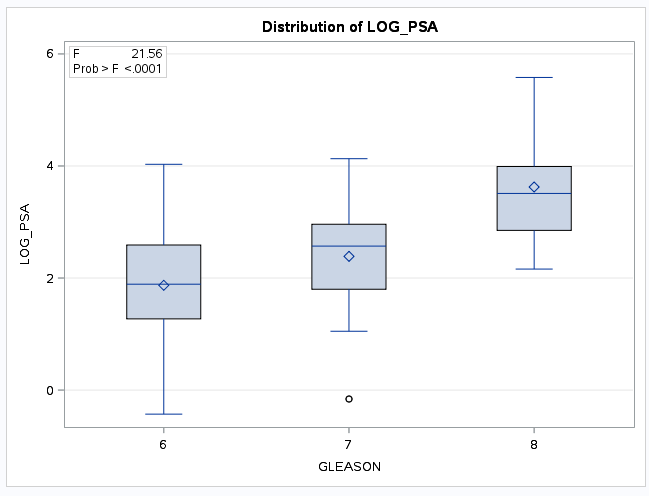 Distribution of LOG_PSA
F 21.56
Prob > F <.0001
6
4
2
0
LOG_PSA
6 7 8
GLEASON